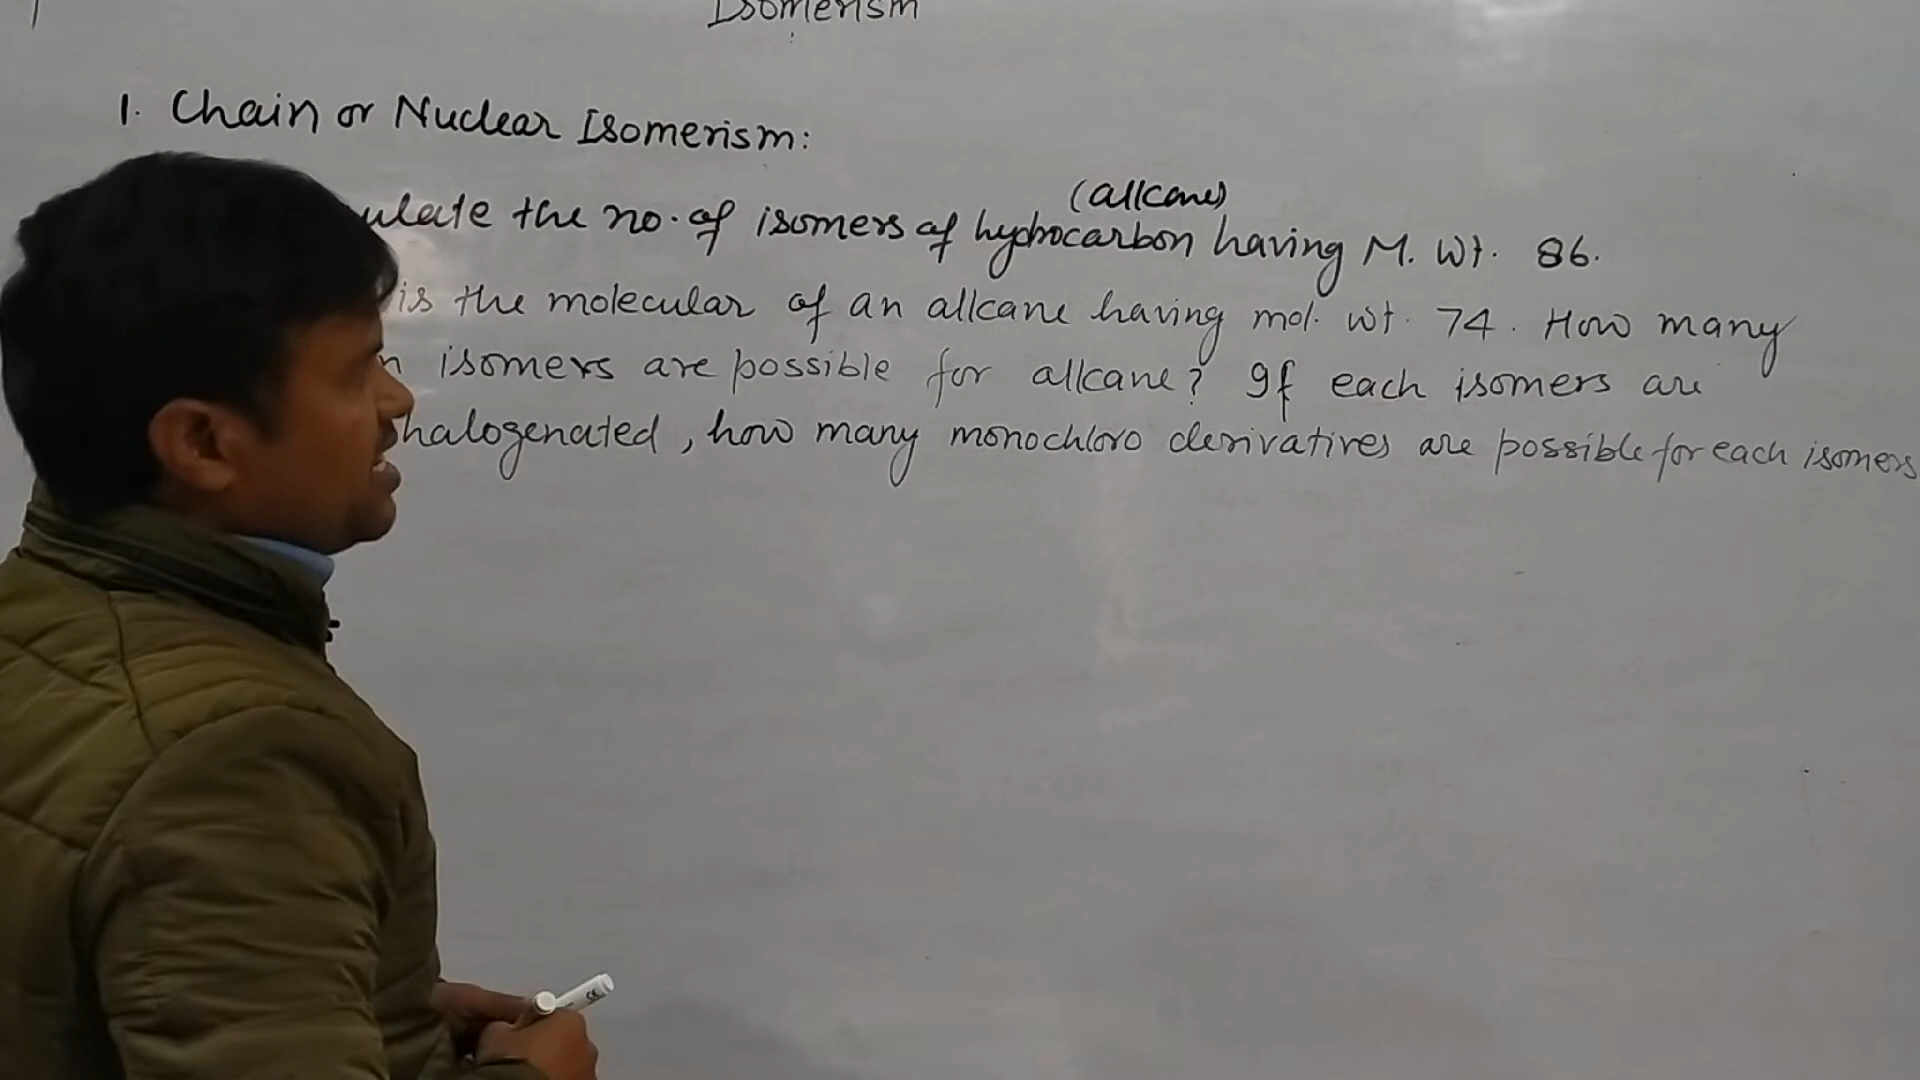 Isomerism
1. Chain or Nuclear Isomerism:
(alkane)
ulate the no. of isomers of hydrocarbon having M. Wt. 86.
is the molecular of an alkane having mol. wt. 74. How many
n isomers are possible for alkane? If each isomers are
halogenated, how many monochloro derivatives are possible for each isomers